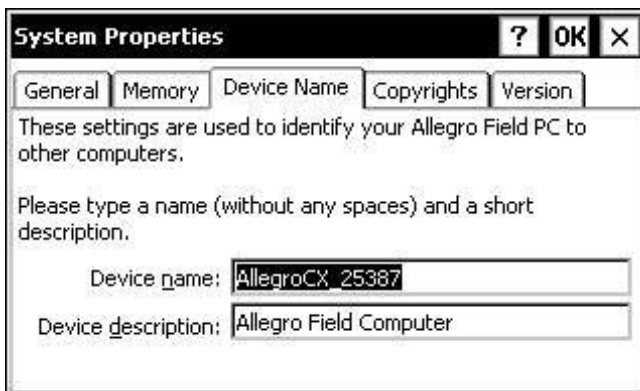 System Properties ? OK ×
General Memory Device Name Copyrights Version
These settings are used to identify your Allegro Field PC to
other computers.
Please type a name (without any spaces) and a short
description.
Device name: AllegroCX_25387
Device description: Allegro Field Computer